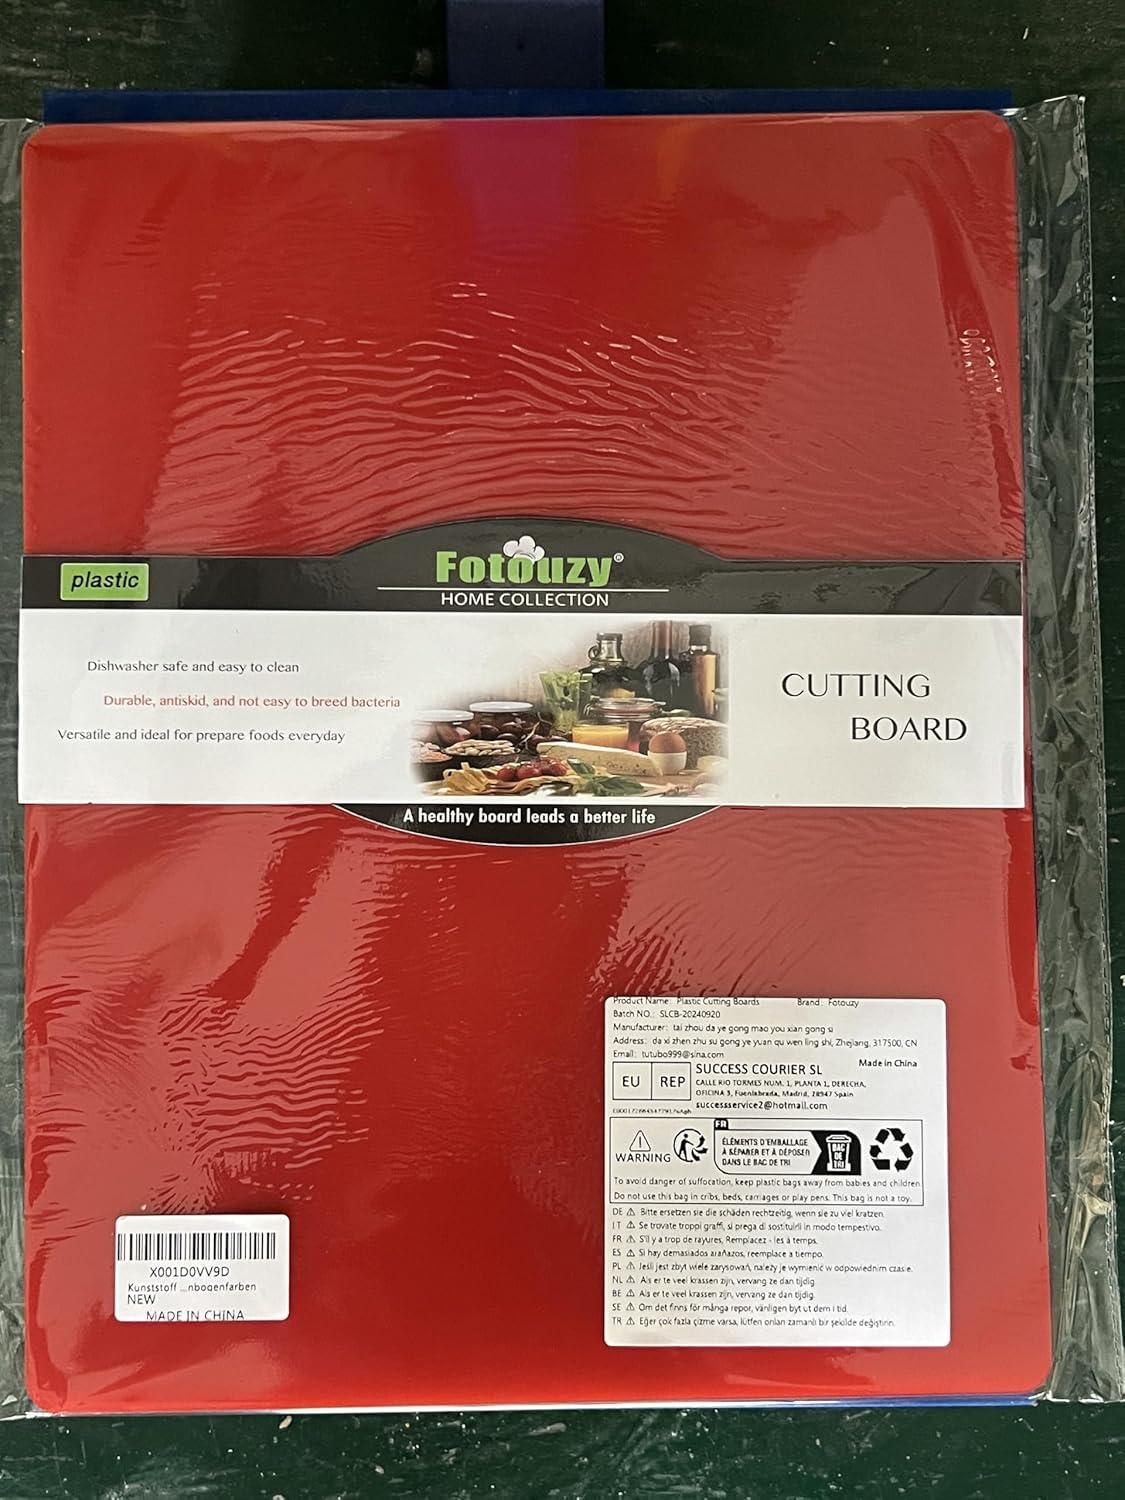 plastic
Fotouzy®
HOME COLLECTION
Dishwasher safe and easy to clean
Durable, antiskid, and not easy to breed bacteria
Versatile and ideal for prepare foods everyday
CUTTING
BOARD
A healthy board leads a better life
Product Name: Plastic Cutting Boards Brand: Fotouzy
Batch NO.: SLCB-20240920
Manufacturer: tai zhou da ye gong mao you xian gong si
Address: da xi zhen zhu su gong ye yuan qu wen ling shi, Zhejiang, 317500, CN
Email: tutubo999@sina.com
Made in China
EU REP
SUCCESS COURIER SL
CALLE RIO TORMES NUM. 1, PLANTA 1, DERECHA,
OFICINA 3, Fuenlabrada, Madrid, 28947 Spain
successservice2@hotmail.com
FR
WARNING
ÉLÉMENTS D'EMBALLAGE
À SÉPARER ET À DÉPOSER
DANS LE BAC DE TRI
BAC
DE
TRI
To avoid danger of suffocation, keep plastic bags away from babies and children
Do not use this bag in cribs, beds, carriages or play pens. This bag is not a toy.
DE ⚠ Bitte ersetzen sie die schäden rechtzeitig, wenn sie zu viel kratzen.
IT ⚠ Se trovate troppi graffi, si prega di sostituirli in modo tempestivo.
FR ⚠ S'il y a trop de rayures, Remplacez - les à temps.
ES ⚠ Si hay demasiados arañazos, reemplace a tiempo.
PL ⚠ Jeśli jest zbyt wiele zarysowań, należy je wymienić w odpowiednim czasie.
NL ⚠ Als er te veel krassen zijn, vervang ze dan tijdig.
BE ⚠ Als er te veel krassen zijn, vervang ze dan tijdig.
SE ⚠ Om det finns för många repor, vänligen byt ut dem i tid.
TR ⚠ Eğer çok fazla çizme varsa, lütfen onları zamanlı bir şekilde değiştirin.
X001D0VV9D
Kunststoff ...nbogenfarben
NEW
MADE IN CHINA